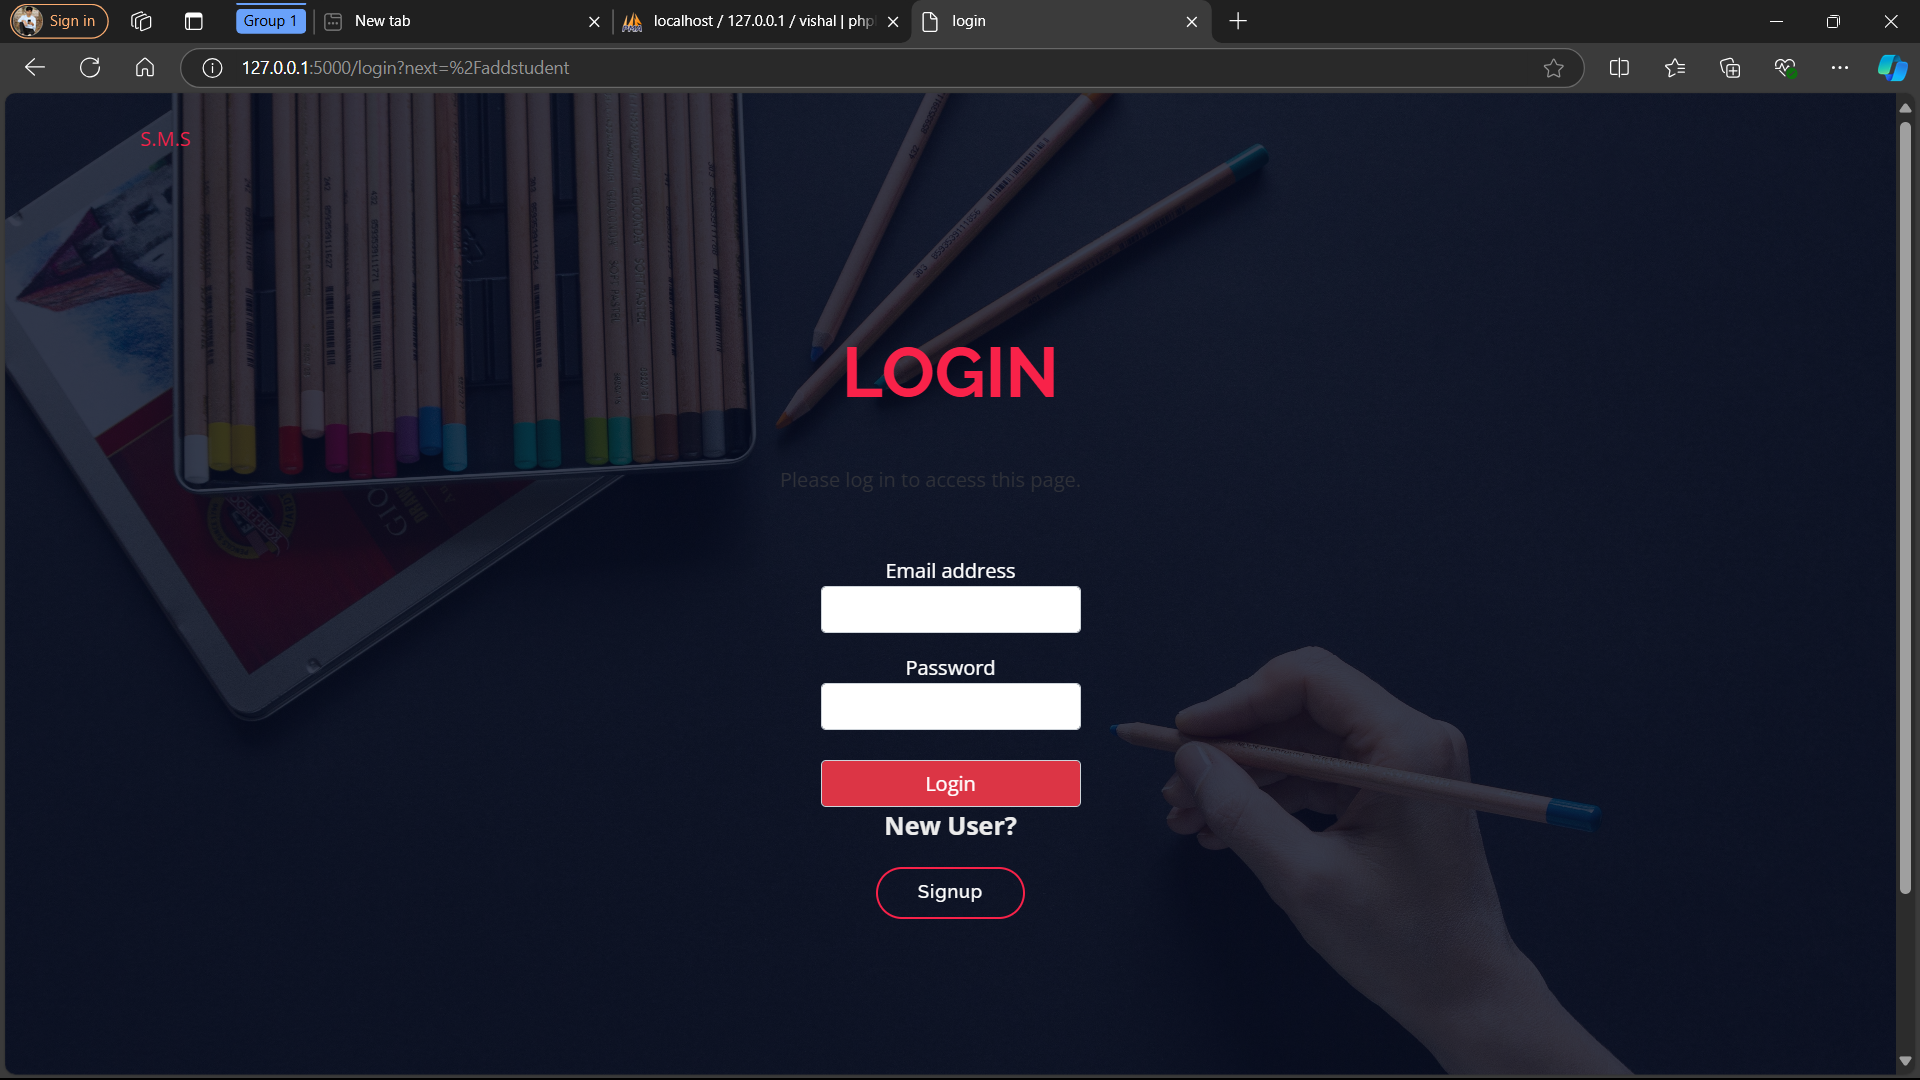 Sign in
Group 1
New tab
localhost / 127.0.0.1 / vishal | php
login
127.0.0.1:5000/login?next=%2Faddstudent
S.M.S
LOGIN
Please log in to access this page.
Email address
Password
Login
New User?
Signup